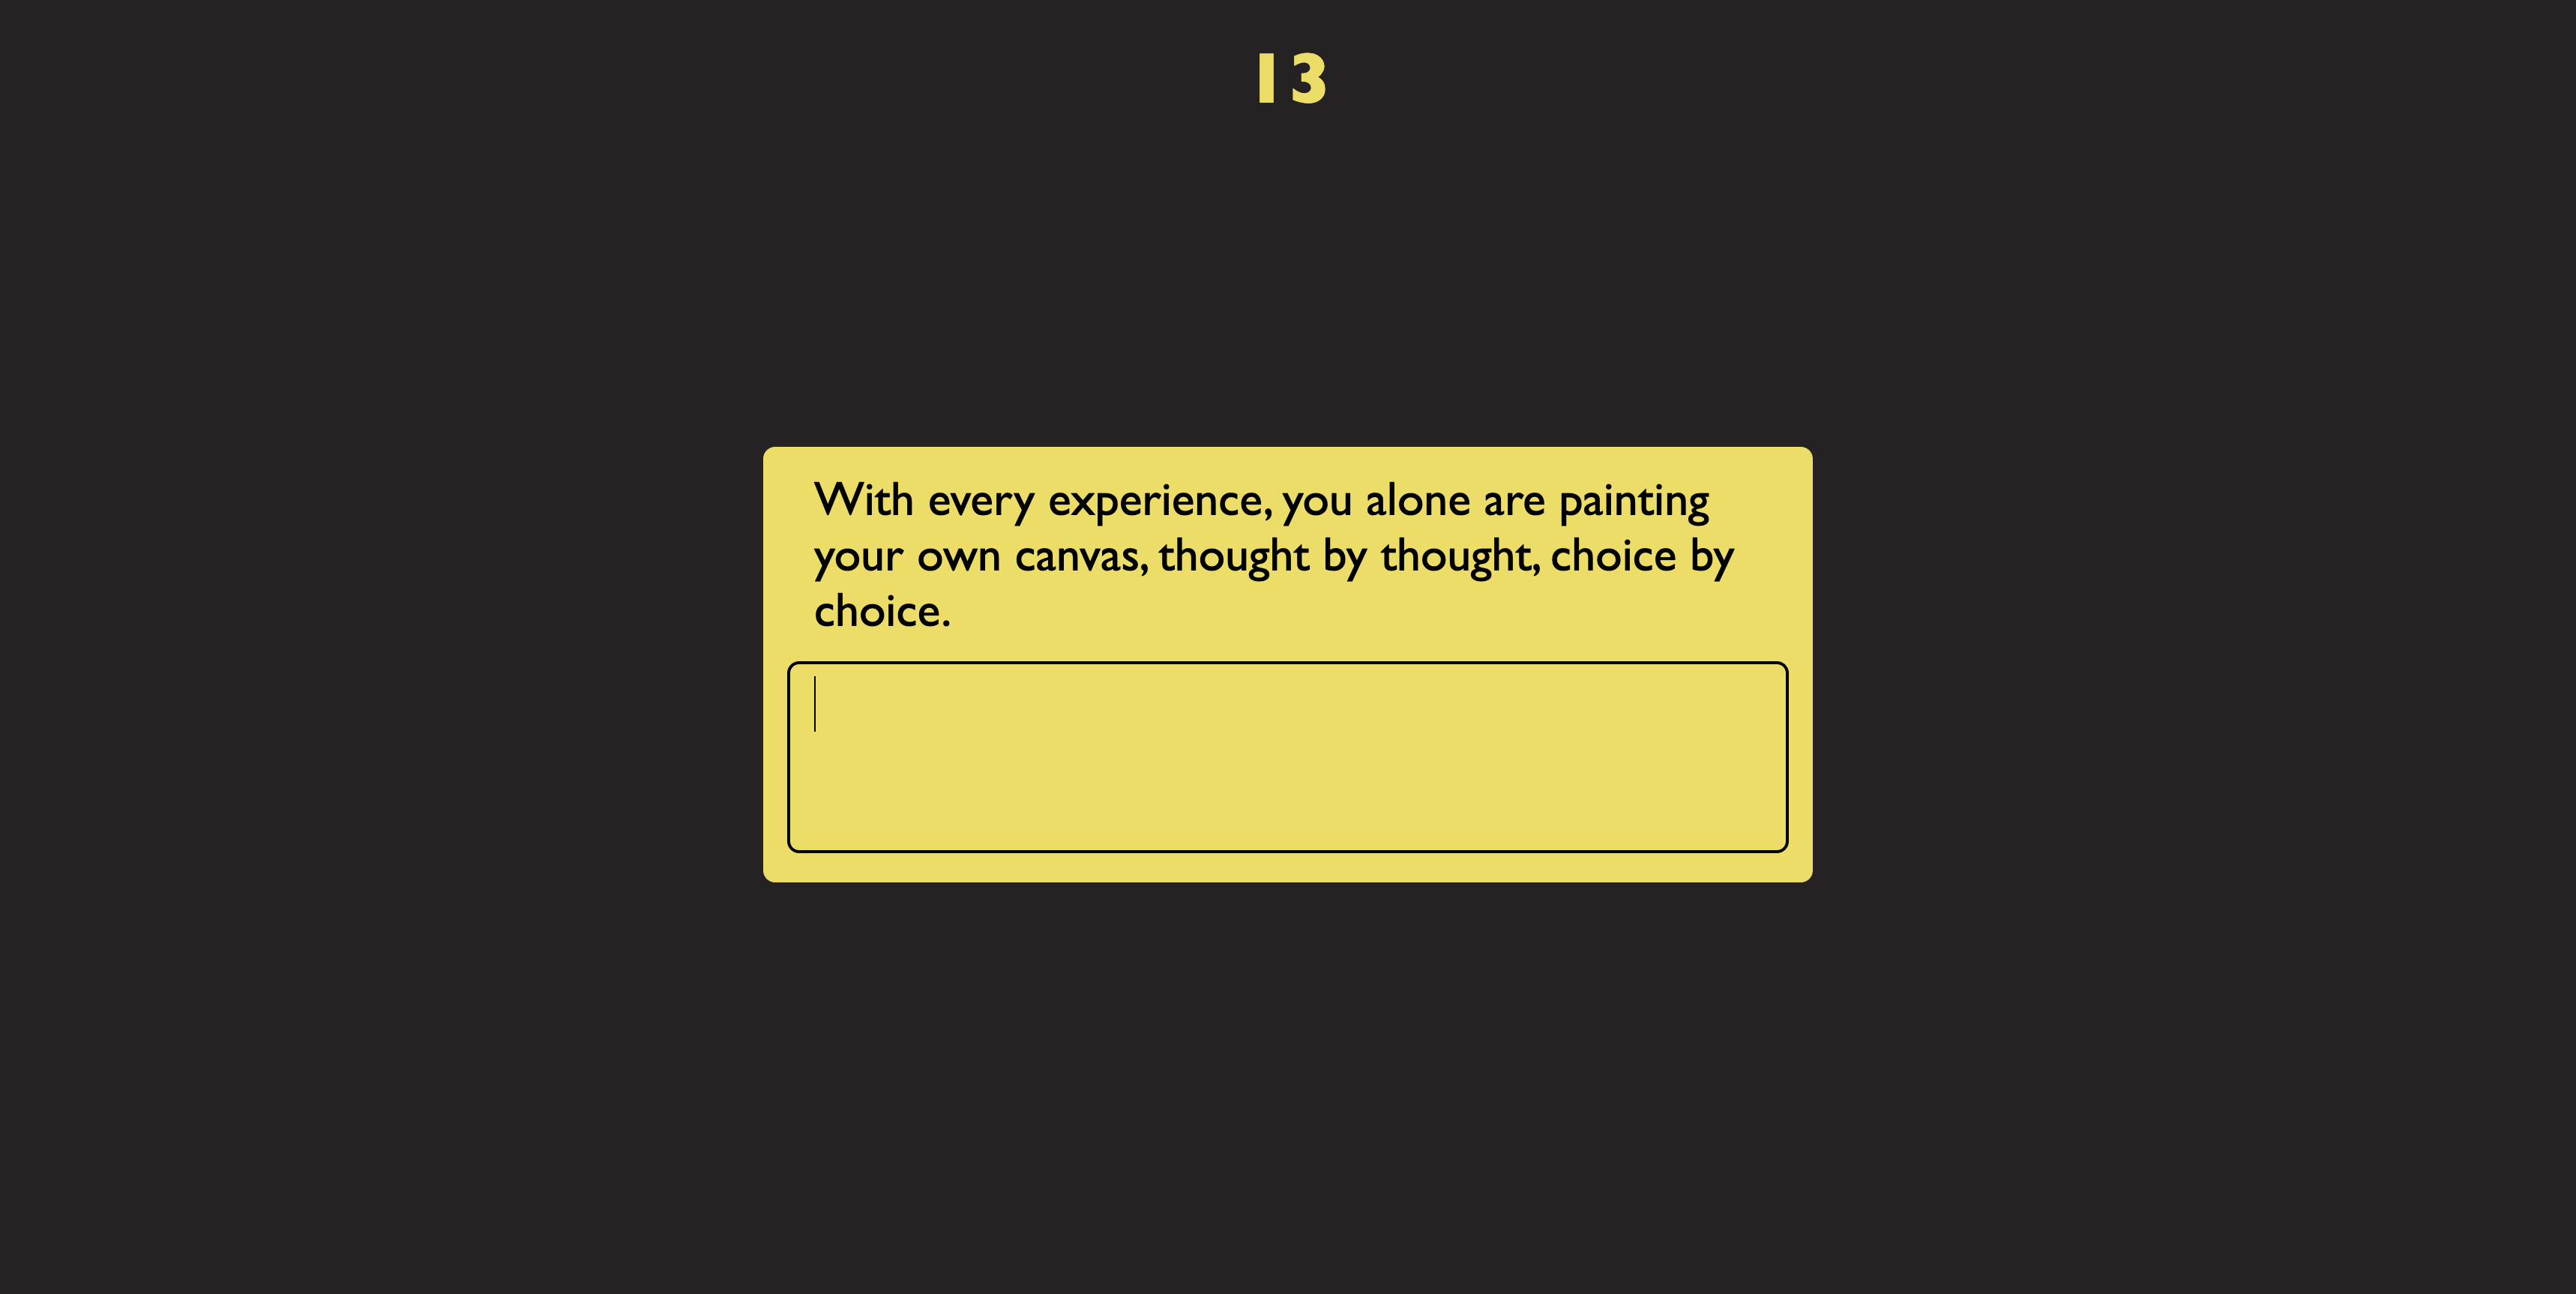 13
With every experience, you alone are painting
your own canvas, thought by thought, choice by
choice.